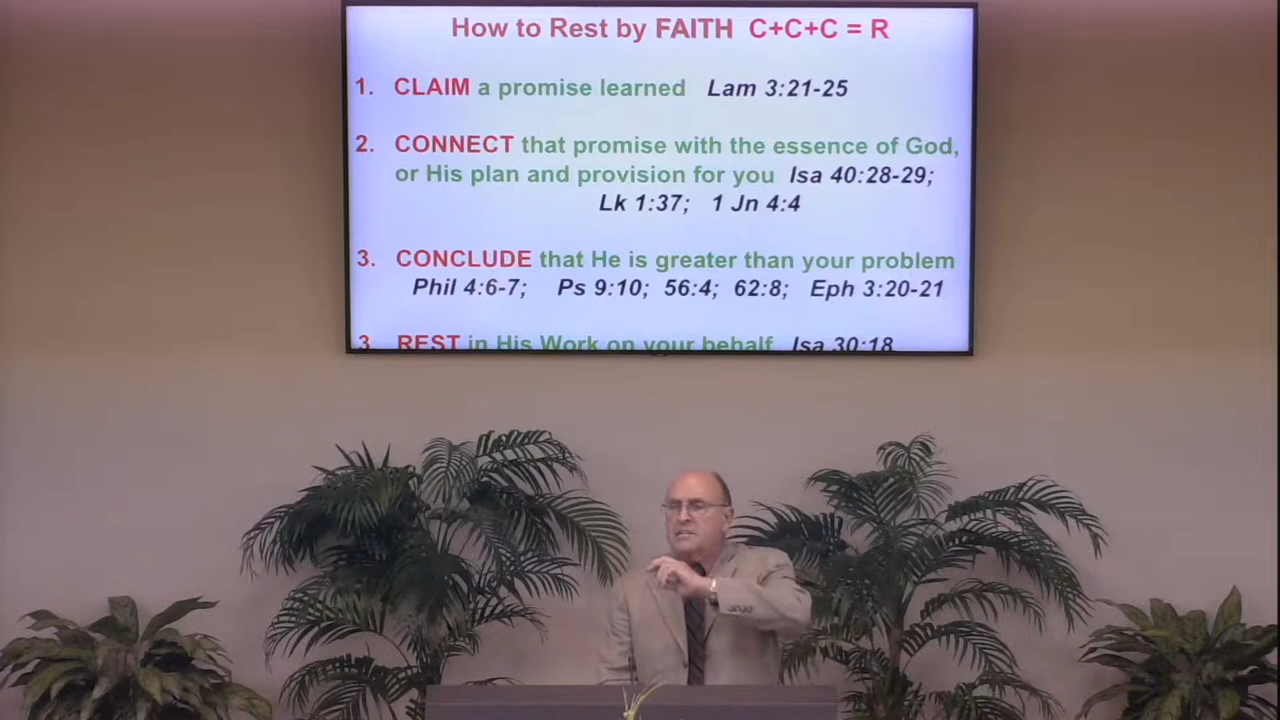 How to Rest by FAITH C+C+C = R
1. CLAIM a promise learned Lam 3:21-25
2. CONNECT that promise with the essence of God,
or His plan and provision for you Isa 40:28-29;
Lk 1:37; 1 Jn 4:4
3. CONCLUDE that He is greater than your problem
Phil 4:6-7; Ps 9:10; 56:4; 62:8; Eph 3:20-21
3 REST in His Work on your behalf Isa 30:18